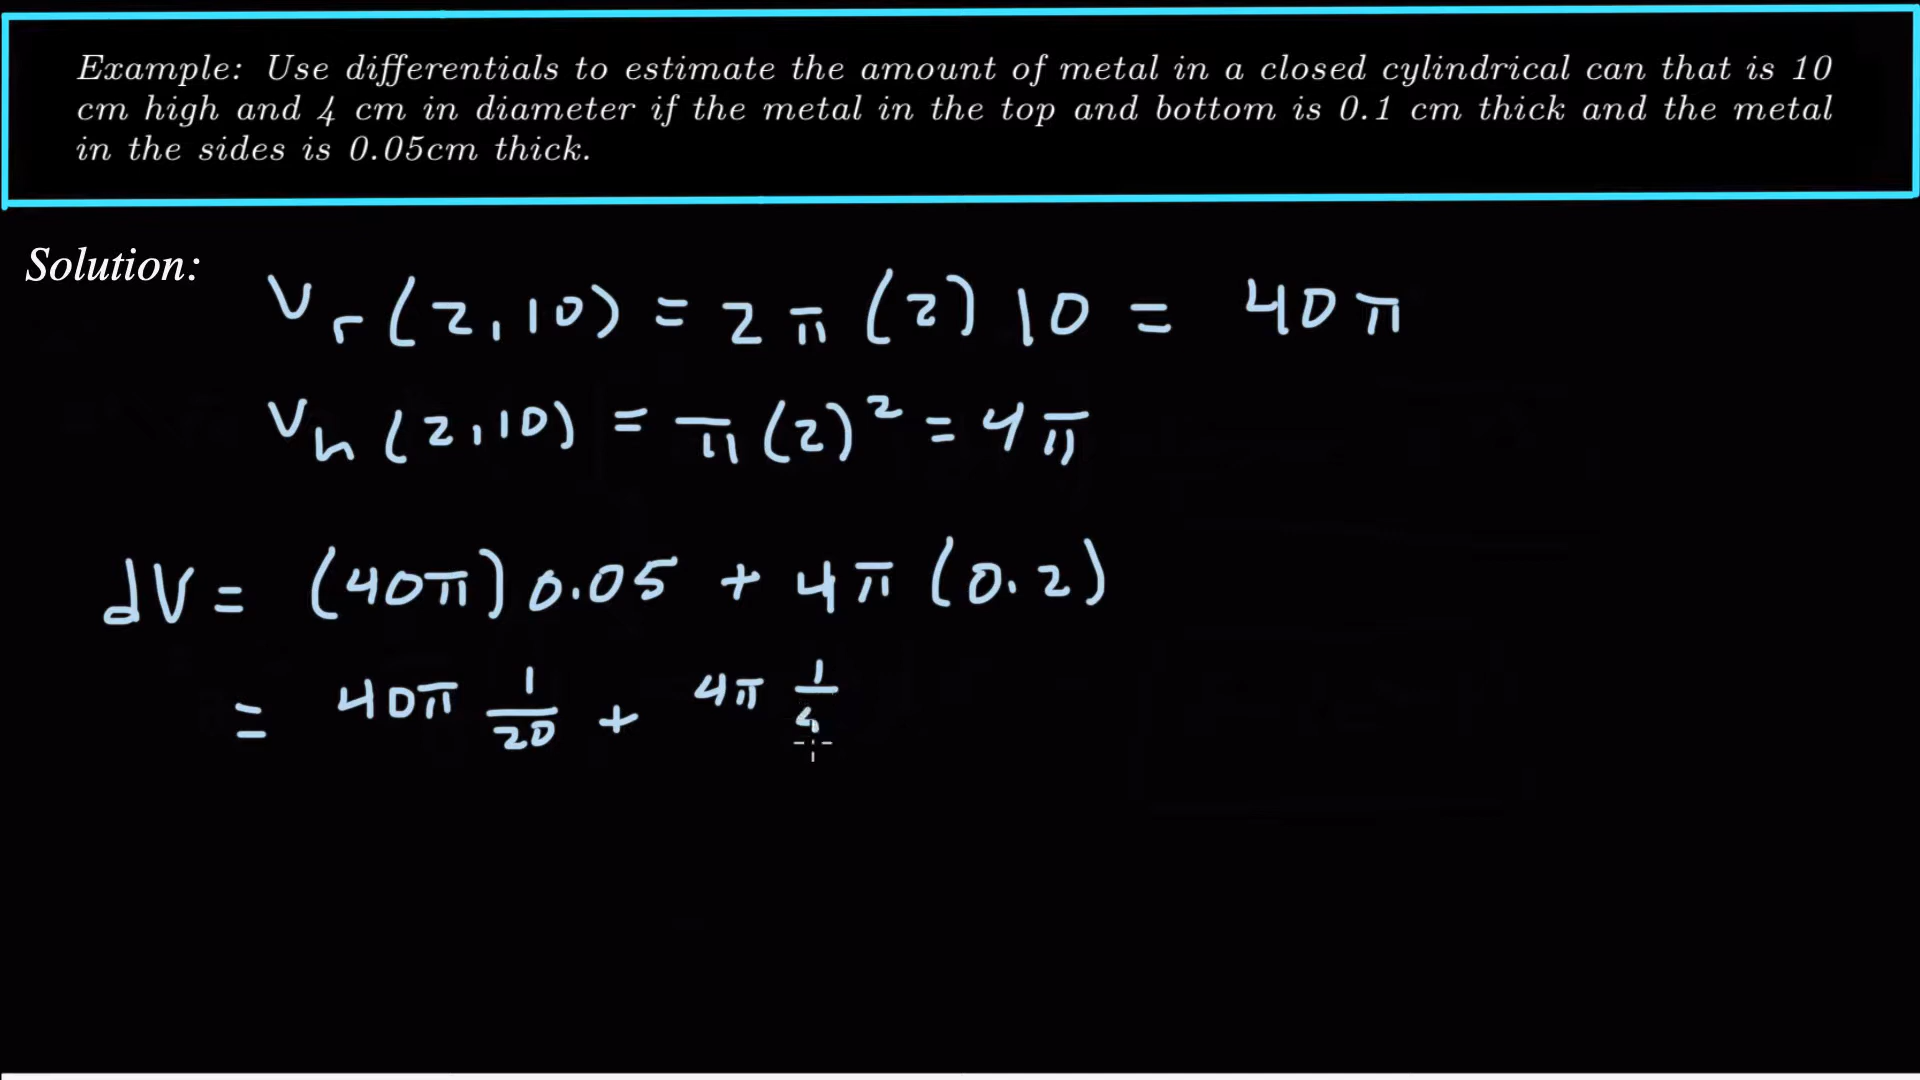 Example: Use differentials to estimate the amount of metal in a closed cylindrical can that is 10
cm high and 4 cm in diameter if the metal in the top and bottom is 0.1 cm thick and the metal
in the sides is 0.05cm thick.
Solution:
V_r(2,10) = 2π(2)10 = 40π
V_h(2,10) = π(2)² = 4π
dV = (40π)0.05 + 4π(0.2)
= 40π 1/20 + 4π 1/